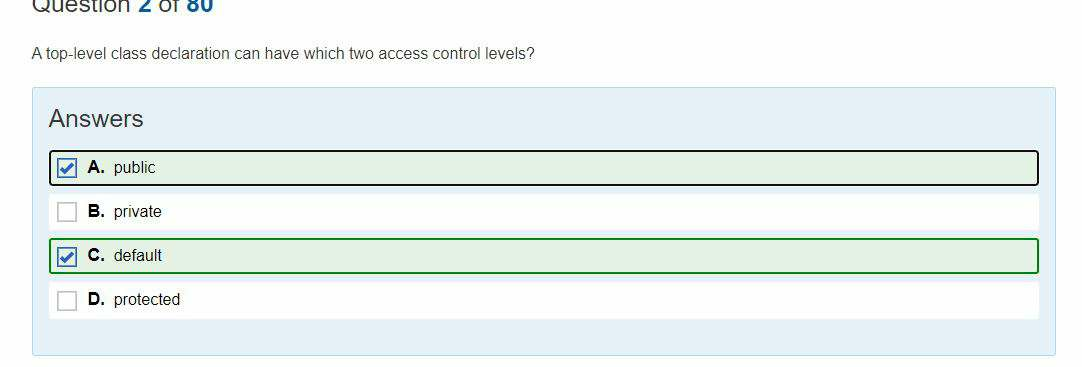 Question 2 of 80
A top-level class declaration can have which two access control levels?
Answers
A. public
B. private
C. default
D. protected